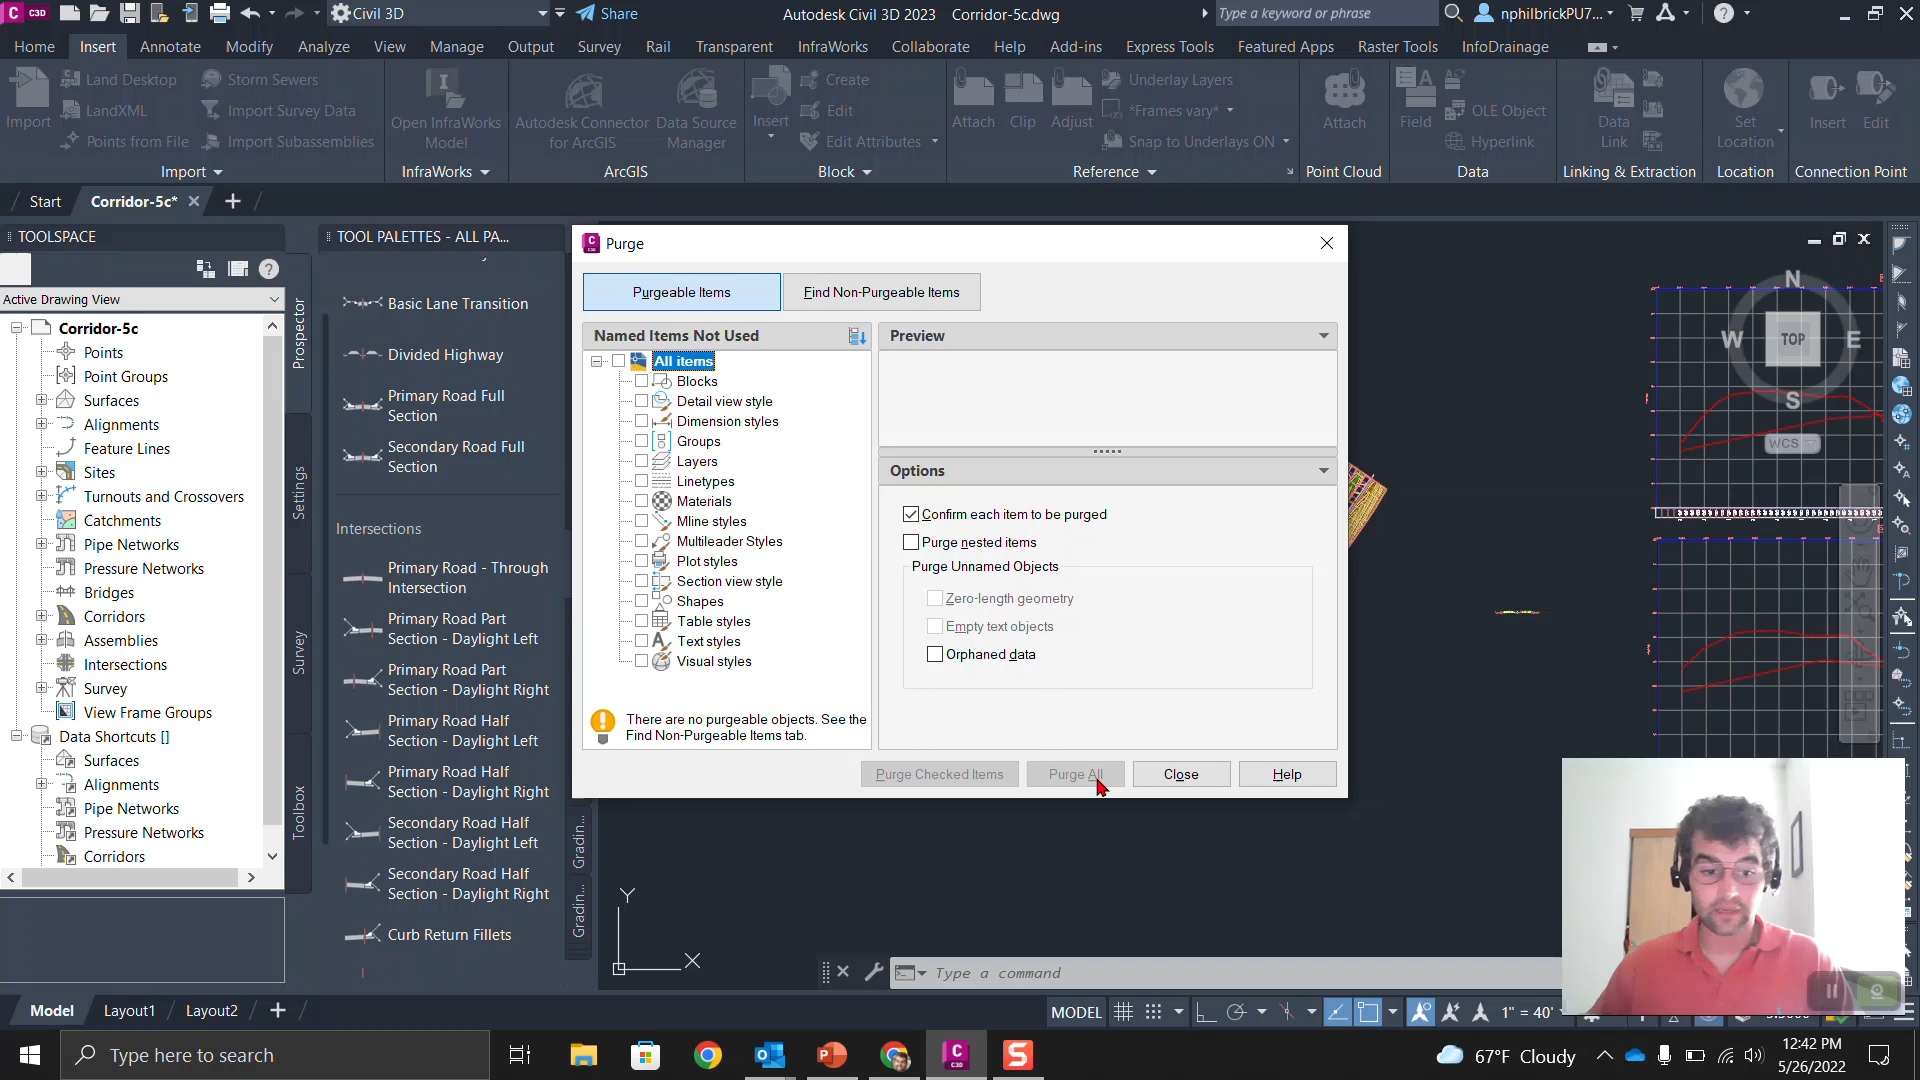 C C3D
Civil 3D
Share
Autodesk Civil 3D 2023 Corridor-5c.dwg
Type a keyword or phrase
nphilbrickPU7...
Home Insert Annotate Modify Analyze View Manage Output Survey Rail Transparent InfraWorks Collaborate Help Add-ins Express Tools Featured Apps Raster Tools InfoDrainage
Import
Land Desktop
LandXML
Points from File
Storm Sewers
Import Survey Data
Import Subassemblies
Open InfraWorks
Model
Autodesk Connector
for ArcGIS
Data Source
Manager
Insert
Create
Edit
Edit Attributes
Attach
Clip
Adjust
Underlay Layers
*Frames vary*
Snap to Underlays ON
Attach
Field
OLE Object
Hyperlink
Data
Link
Set
Location
Insert
Edit
Import
InfraWorks
ArcGIS
Block
Reference
Point Cloud
Data
Linking & Extraction
Location
Connection Point
Start
Corridor-5c*
TOOLSPACE
Active Drawing View
Corridor-5c
Points
Point Groups
Surfaces
Alignments
Feature Lines
Sites
Turnouts and Crossovers
Catchments
Pipe Networks
Pressure Networks
Bridges
Corridors
Assemblies
Intersections
Survey
View Frame Groups
Data Shortcuts []
Surfaces
Alignments
Pipe Networks
Pressure Networks
Corridors
Prospector
Settings
Survey
Toolbox
TOOL PALETTES - ALL PA...
Basic Lane Transition
Divided Highway
Primary Road Full
Section
Secondary Road Full
Section
Intersections
Primary Road - Through
Intersection
Primary Road Part
Section - Daylight Left
Primary Road Part
Section - Daylight Right
Primary Road Half
Section - Daylight Left
Primary Road Half
Section - Daylight Right
Secondary Road Half
Section - Daylight Left
Secondary Road Half
Section - Daylight Right
Curb Return Fillets
Gradin...
Gradin...
Purge
Purgeable Items
Find Non-Purgeable Items
Named Items Not Used
All items
Blocks
Detail view style
Dimension styles
Groups
Layers
Linetypes
Materials
Mline styles
Multileader Styles
Plot styles
Section view style
Shapes
Table styles
Text styles
Visual styles
There are no purgeable objects. See the
Find Non-Purgeable Items tab.
Preview
Options
Confirm each item to be purged
Purge nested items
Purge Unnamed Objects
Zero-length geometry
Empty text objects
Orphaned data
Purge Checked Items
Purge All
Close
Help
N
W TOP E
S
WCS
Y
X
Type a command
Model Layout1 Layout2
MODEL
1" = 40'
Type here to search
67°F Cloudy
12:42 PM
5/26/2022